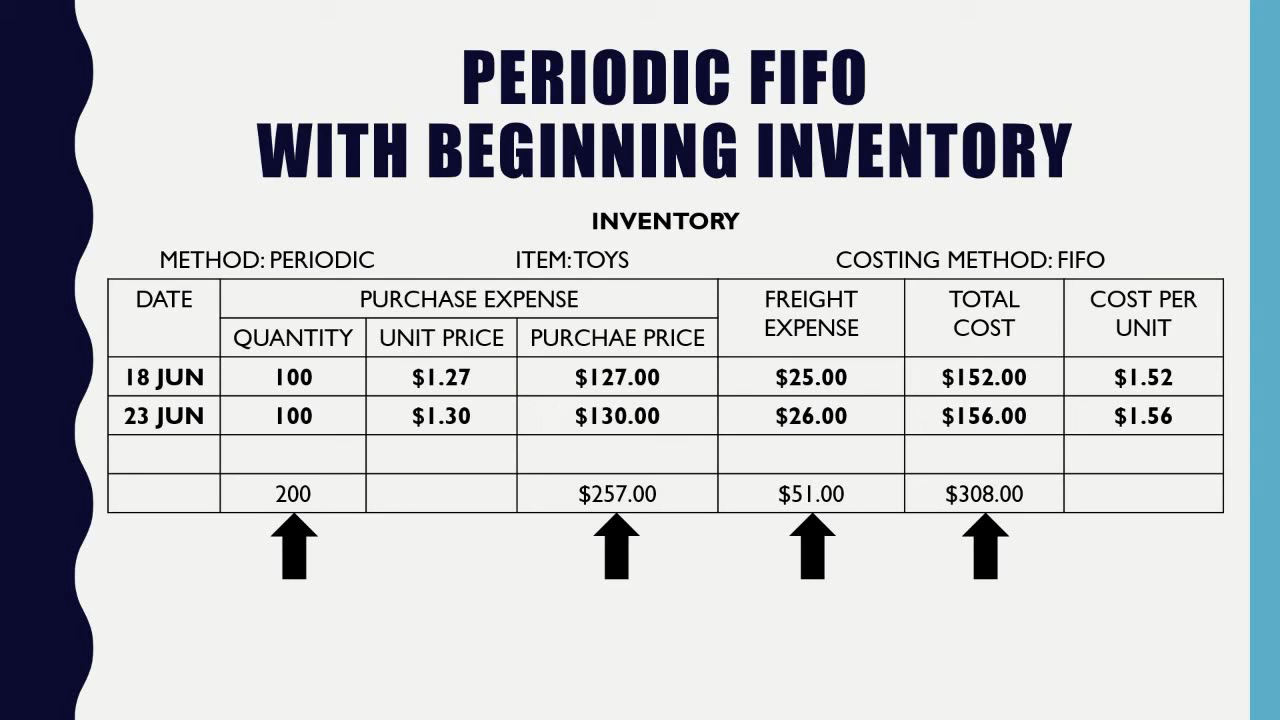 PERIODIC FIFO
WITH BEGINNING INVENTORY
INVENTORY
METHOD: PERIODIC ITEM: TOYS COSTING METHOD: FIFO
DATE PURCHASE EXPENSE FREIGHT EXPENSE TOTAL COST COST PER UNIT
QUANTITY UNIT PRICE PURCHAE PRICE
18 JUN 100 $1.27 $127.00 $25.00 $152.00 $1.52
23 JUN 100 $1.30 $130.00 $26.00 $156.00 $1.56
200 $257.00 $51.00 $308.00